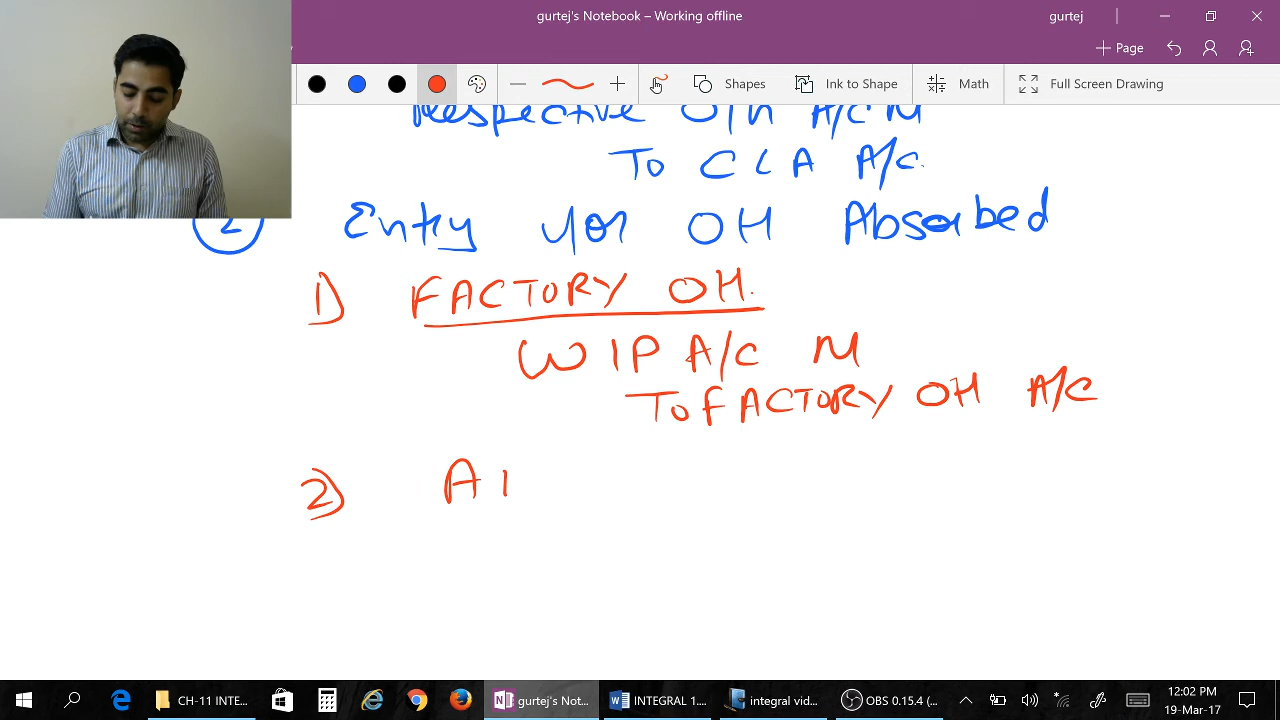 gurtej's Notebook – Working offline
gurtej
Page
Shapes
Ink to Shape
Math
Full Screen Drawing
Respective O/H A/C
To CLA A/C.
2 Entry for OH Absorbed
1) FACTORY OH.
WIP A/C
To FACTORY OH A/C
2) A
CH-11 INTE...
gurtej's Not...
INTEGRAL 1...
integral vid...
OBS 0.15.4 (...
12:02 PM
19-Mar-17